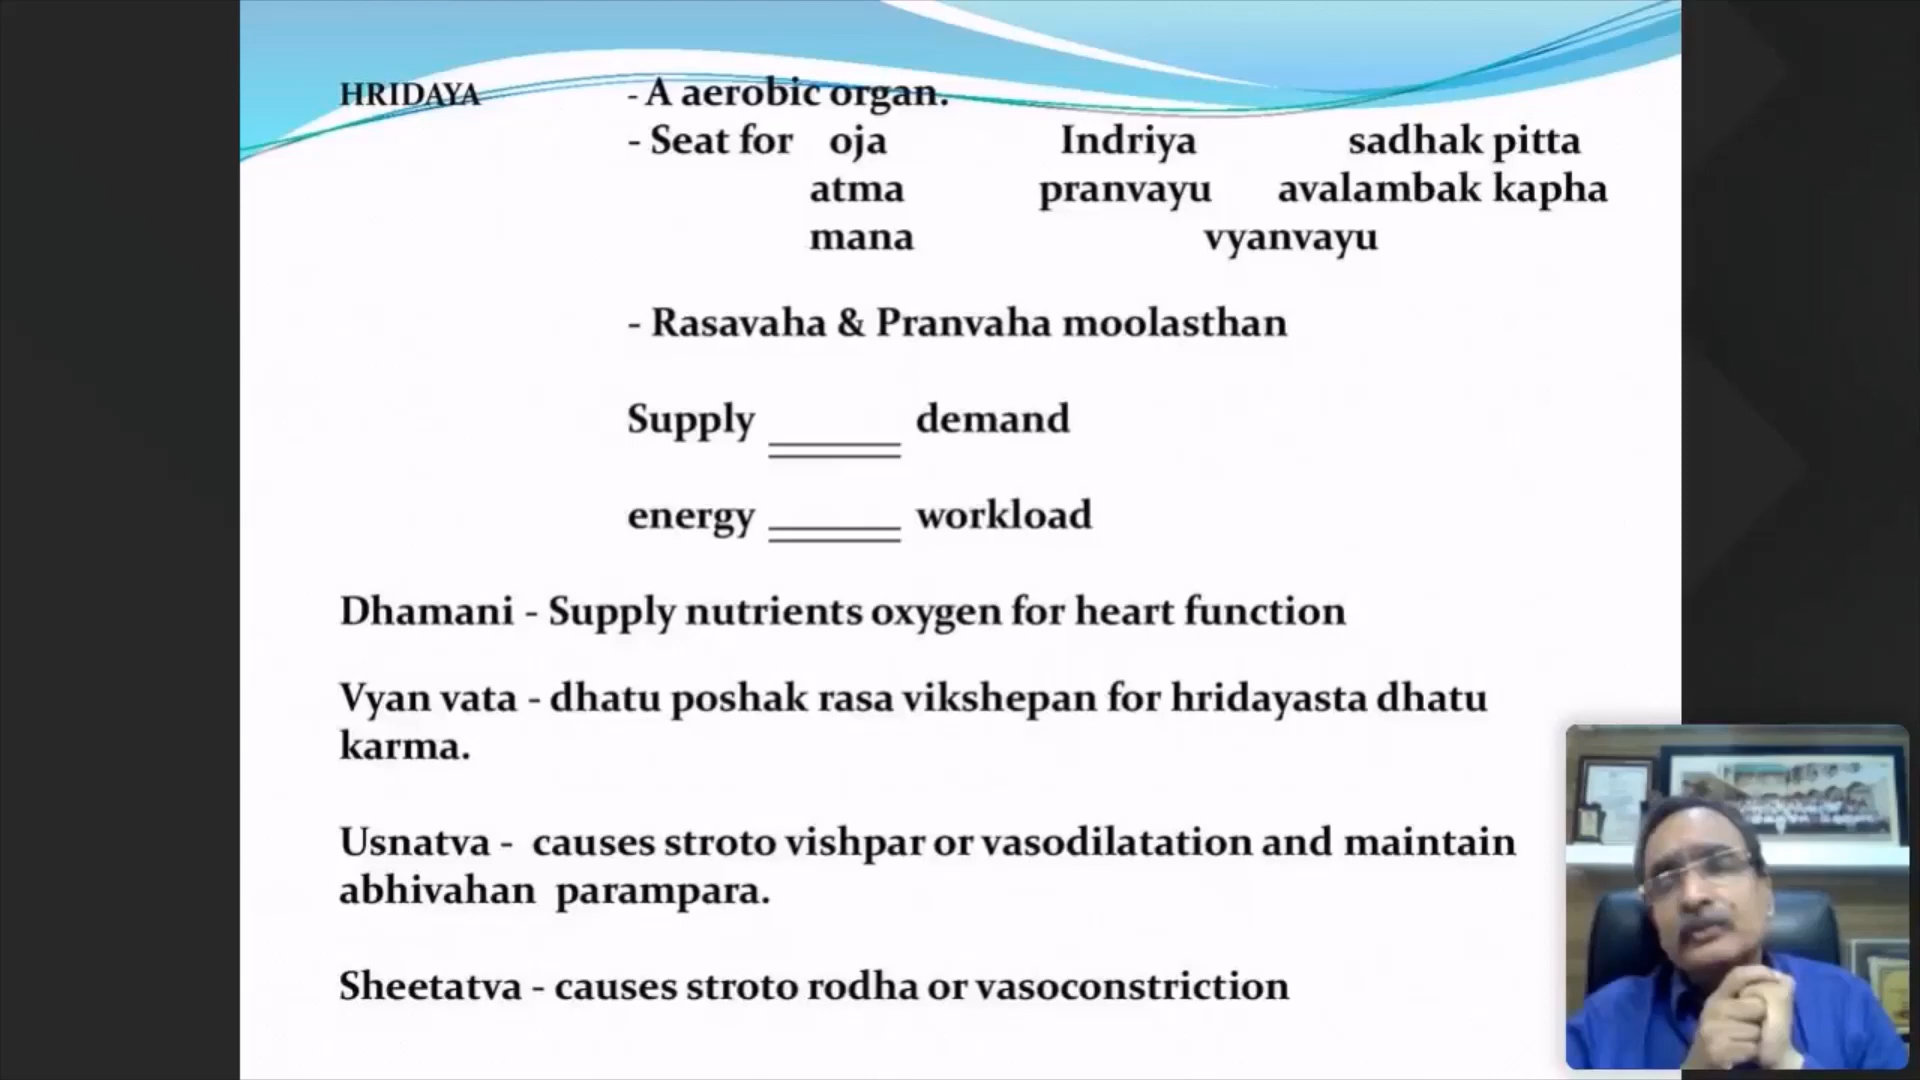 HRIDAYA - A aerobic organ.
- Seat for oja Indriya sadhak pitta
atma pranvayu avalambak kapha
mana vyanvayu
- Rasavaha & Pranvaha moolasthan
Supply ______ demand
energy ______ workload
Dhamani - Supply nutrients oxygen for heart function
Vyan vata - dhatu poshak rasa vikshepan for hridayasta dhatu
karma.
Usnatva - causes stroto vishpar or vasodilatation and maintain
abhivahan parampara.
Sheetatva - causes stroto rodha or vasoconstriction